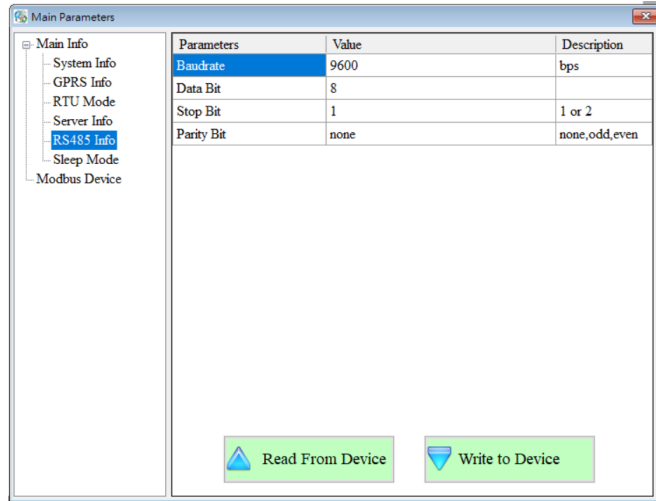 Main Parameters
Main Info
System Info
GPRS Info
RTU Mode
Server Info
RS485 Info
Sleep Mode
Modbus Device
Parameters Value Description
Baudrate 9600 bps
Data Bit 8
Stop Bit 1 1 or 2
Parity Bit none none,odd,even
Read From Device Write to Device